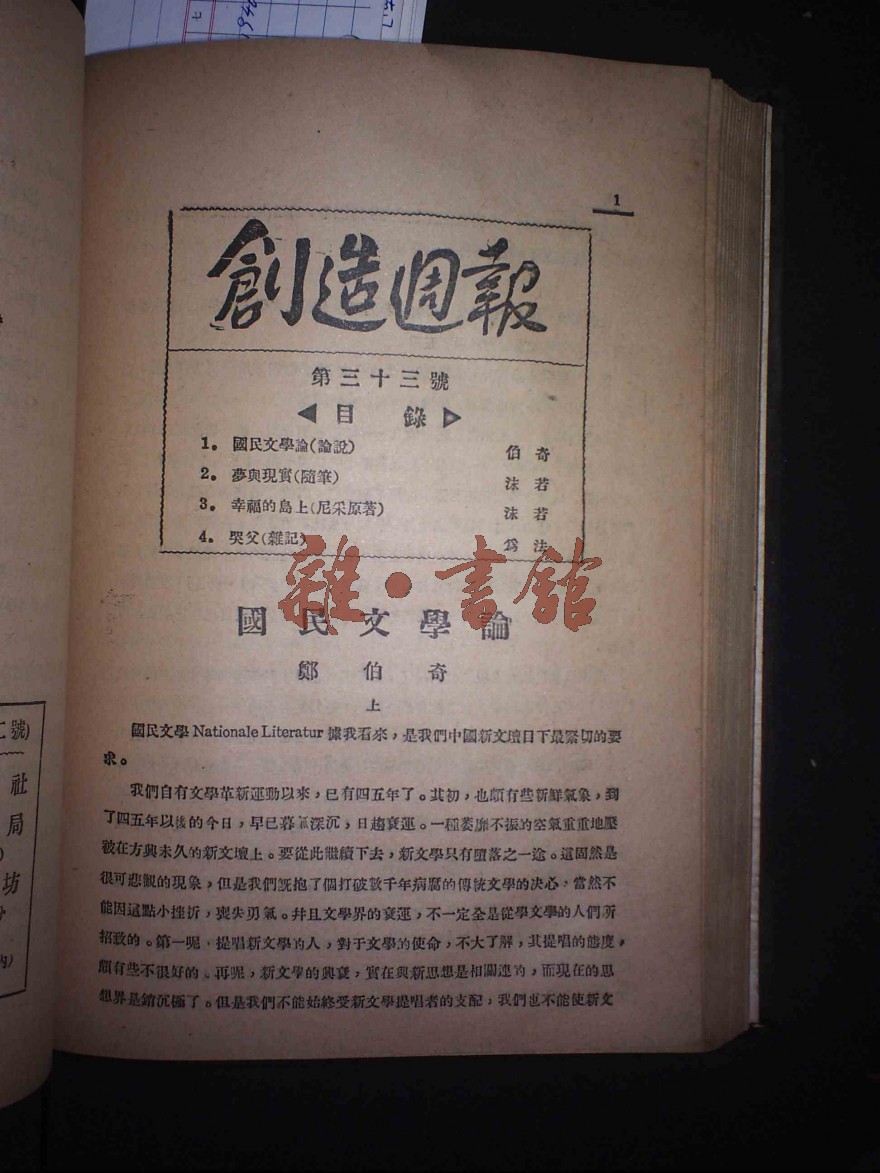 1
創造週報
第三十三號
目錄
1。 國民文學論(論説) 伯奇
2。 夢與現實(隨筆) 沫若
3。 幸福的島上(尼采原著) 沫若
4。 哭父(雜記) 爲法
雜·書館
國民文學論
鄭伯奇
上
國民文學 Nationale Literatur 據我看來，是我們中國新文壇目下最緊切的要
求。
我們自有文學革新運動以來，已有四五年了。其初，也頗有些新鮮氣象，到
了四五年以後的今日，早已暮氣深沉，日趨衰運。一種萎靡不振的空氣重重地壓
被在方興未久的新文壇上。要從此繼續下去，新文學只有墮落之一途。這固然是
很可悲觀的現象，但是我們既抱了個打破數千年病腐的傳統文學的決心，當然不
能因這點小挫折，喪失勇氣。幷且文學界的衰運，不一定全是從學文學的人們所
招致的。第一呢，提唱新文學的人，對于文學的使命，不大了解，其提唱的態度，
頗有些不很好的。再呢，新文學的興衰，實在與新思想是相關連的，而現在的思
想界是銷沉極了。但是我們不能始終受新文學提唱者的支配，我們也不能使新文
號)
社
局
坊
內)